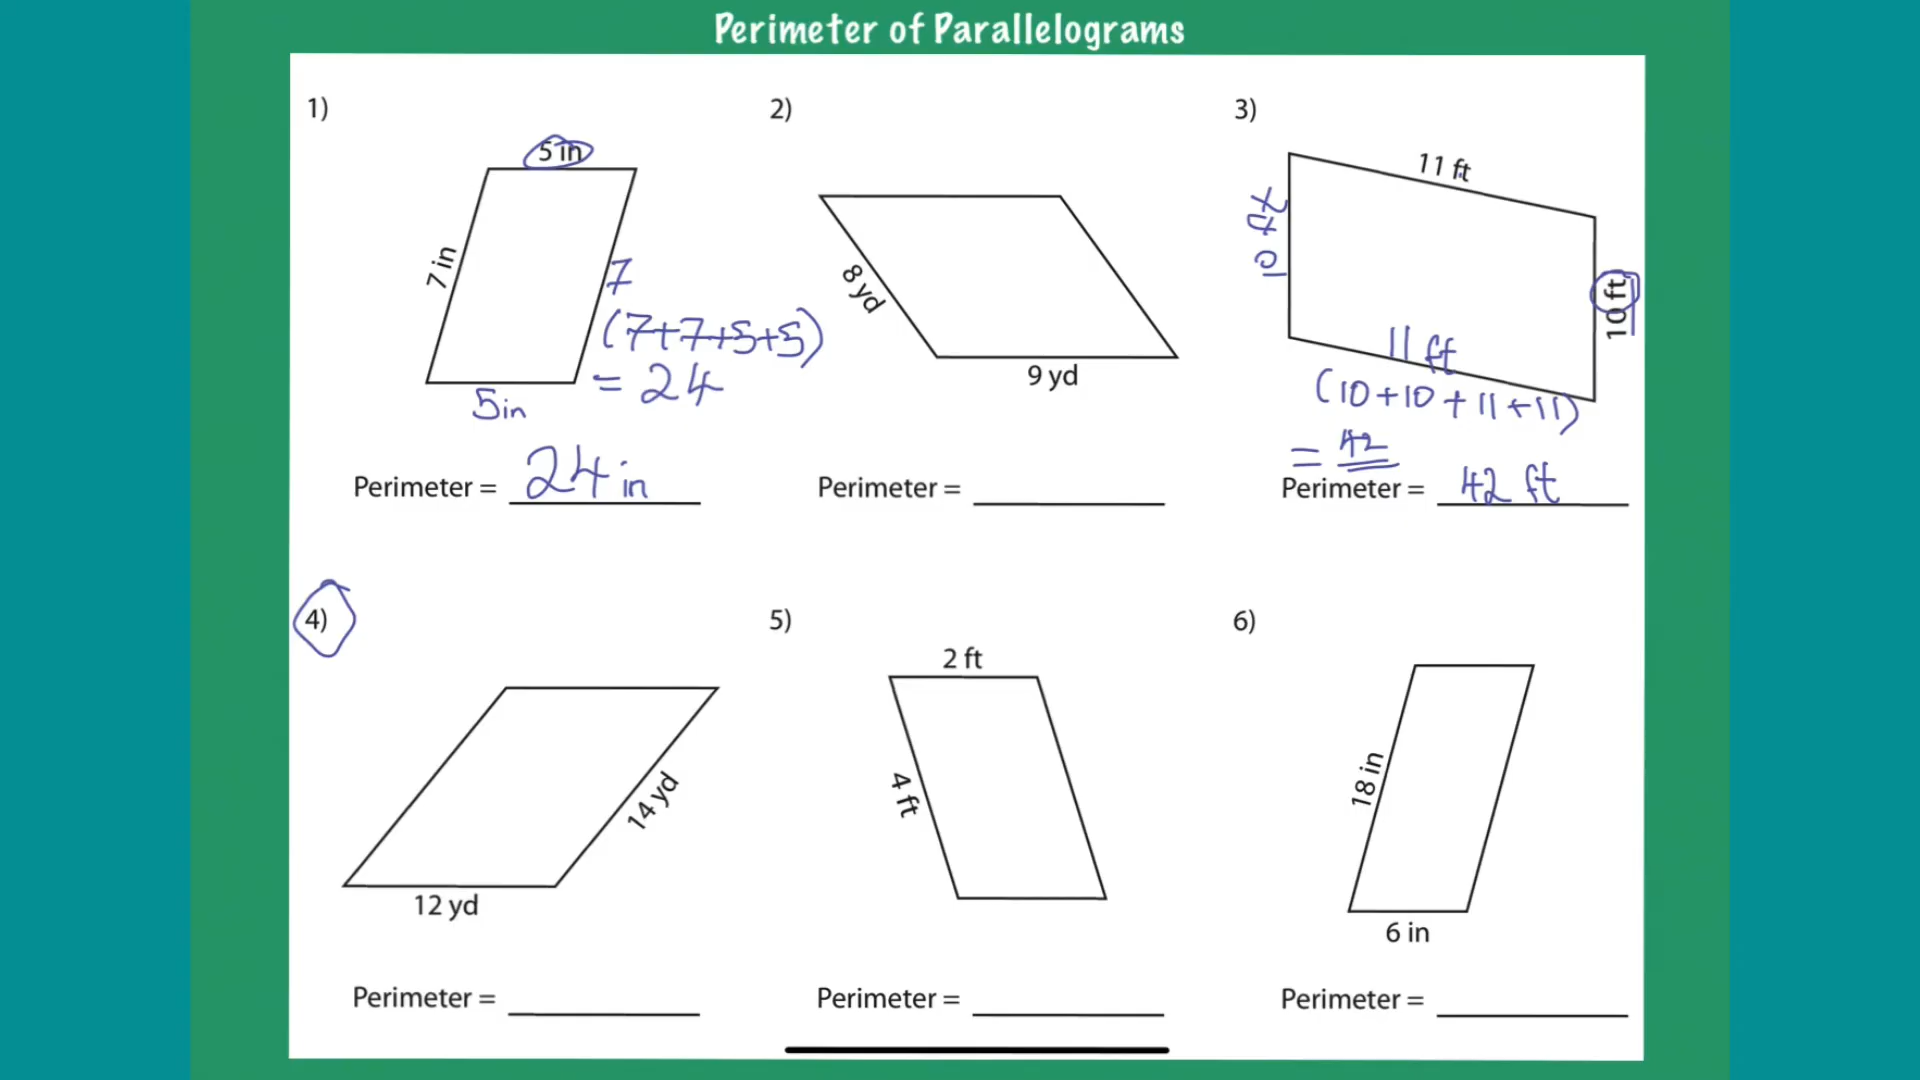 Perimeter of Parallelograms
1)
5 in
7 in
7
(7+7+5+5)
= 24
5in
Perimeter = 24 in
2)
8 yd
9 yd
Perimeter =
3)
11 ft
10 ft
10 ft
11 ft
(10+10+11+11)
= 42
Perimeter = 42 ft
4)
14 yd
12 yd
Perimeter =
5)
2 ft
4 ft
Perimeter =
6)
18 in
6 in
Perimeter =